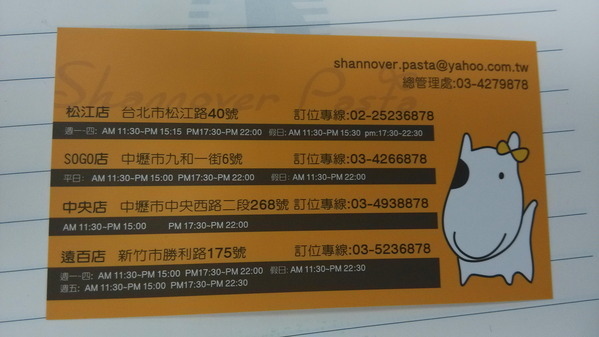 Shannover Pasta
shannover.pasta@yahoo.com.tw
總管理處:03-4279878
松江店 台北市松江路40號 訂位專線:02-25236878
週一~四: AM 11:30~PM 15:15 PM17:30~PM 22:00 假日: AM 11:30~PM 15:30 pm:17:30~22:30
SOGO店 中壢市九和一街6號 訂位專線:03-4266878
平日: AM 11:30~PM 15:00 PM17:30~PM 22:00 假日: AM 11:30~PM 22:00
中央店 中壢市中央西路二段268號 訂位專線:03-4938878
AM 11:30~PM 15:00 PM 17:30~PM 22:00
遠百店 新竹市勝利路175號 訂位專線:03-5236878
週一~四: AM 11:30~PM 15:00 PM17:30~PM 22:00 假日: AM 11:30~PM 22:30
週五: AM 11:30~PM 15:00 PM17:30~PM 22:30